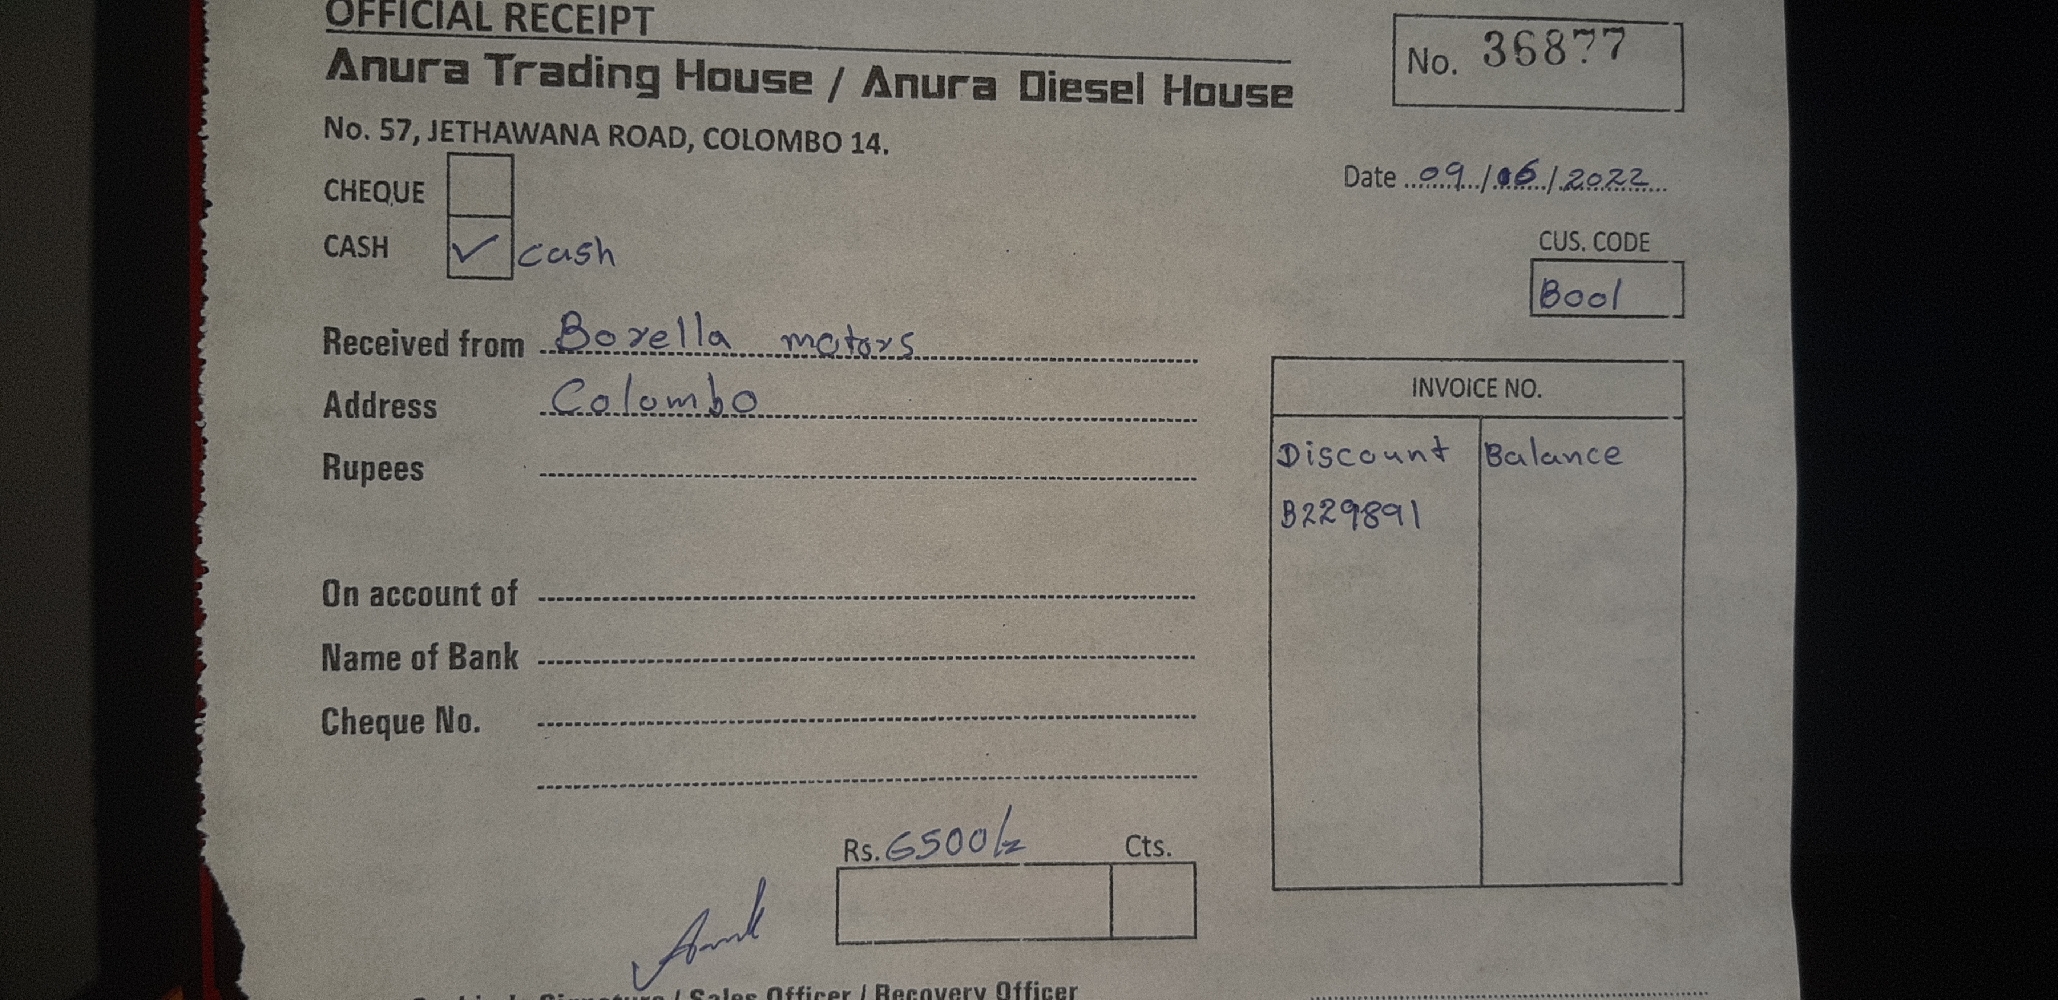 OFFICIAL RECEIPT
Anura Trading House / Anura Diesel House
No. 36877
No. 57, JETHAWANA ROAD, COLOMBO 14.
Date 09/06/2022
CHEQUE
CASH ✓ cash
CUS. CODE
B001
Received from Borella motors
Address Colombo
Rupees
INVOICE NO.
Discount Balance
B229891
On account of
Name of Bank
Cheque No.
Rs. 6500/= Cts.
/ Sales Officer / Recovery Officer